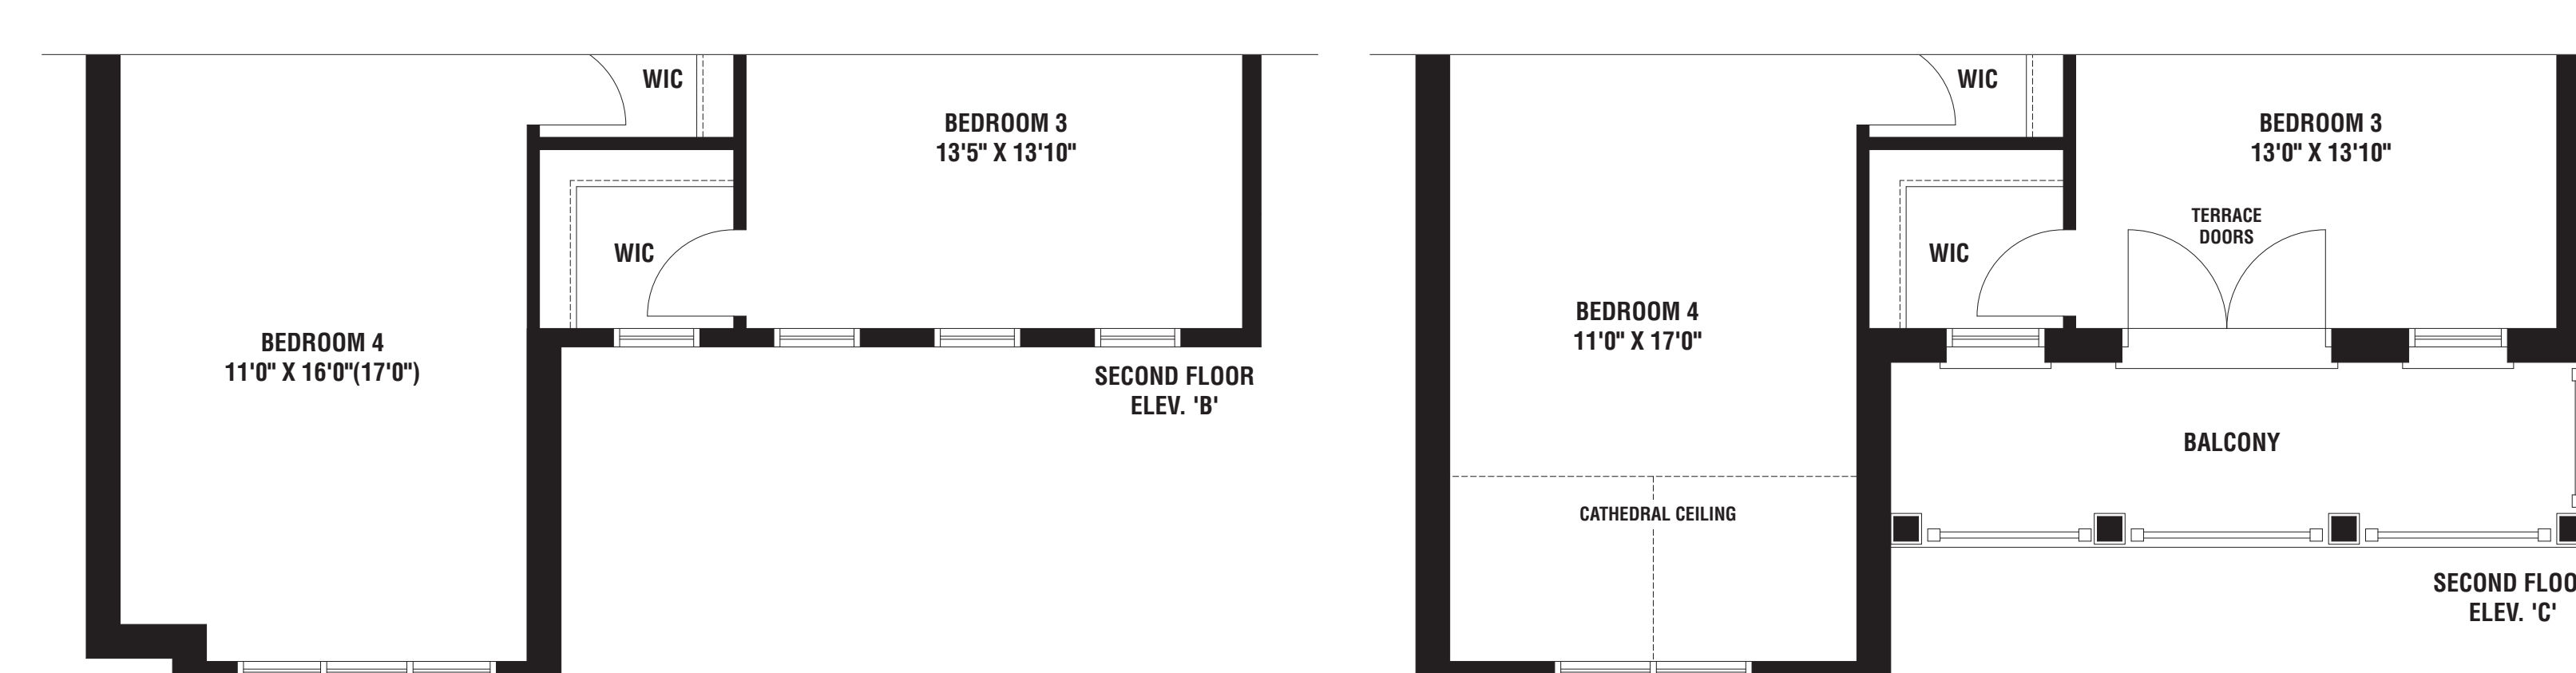 WIC
BEDROOM 3
13'5" X 13'10"
WIC
BEDROOM 4
11'0" X 16'0"(17'0")
SECOND FLOOR
ELEV. 'B'
WIC
BEDROOM 3
13'0" X 13'10"
TERRACE
DOORS
WIC
BEDROOM 4
11'0" X 17'0"
BALCONY
CATHEDRAL CEILING
SECOND FLOO
ELEV. 'C'